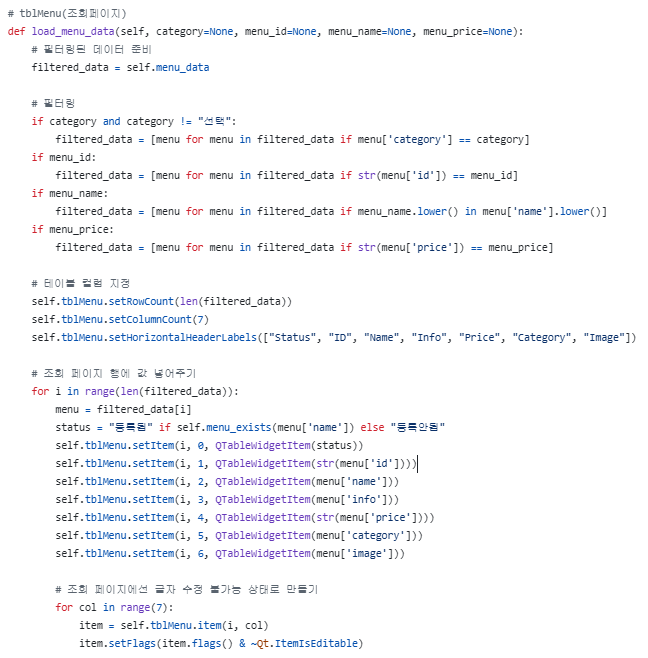 # tblMenu(조회페이지)
def load_menu_data(self, category=None, menu_id=None, menu_name=None, menu_price=None):
    # 필터링된 데이터 준비
    filtered_data = self.menu_data

    # 필터링
    if category and category != "선택":
        filtered_data = [menu for menu in filtered_data if menu['category'] == category]
    if menu_id:
        filtered_data = [menu for menu in filtered_data if str(menu['id']) == menu_id]
    if menu_name:
        filtered_data = [menu for menu in filtered_data if menu_name.lower() in menu['name'].lower()]
    if menu_price:
        filtered_data = [menu for menu in filtered_data if str(menu['price']) == menu_price]

    # 테이블 컬럼 지정
    self.tblMenu.setRowCount(len(filtered_data))
    self.tblMenu.setColumnCount(7)
    self.tblMenu.setHorizontalHeaderLabels(["Status", "ID", "Name", "Info", "Price", "Category", "Image"])

    # 조회 페이지 행에 값 넣어주기
    for i in range(len(filtered_data)):
        menu = filtered_data[i]
        status = "등록됨" if self.menu_exists(menu['name']) else "등록안됨"
        self.tblMenu.setItem(i, 0, QTableWidgetItem(status))
        self.tblMenu.setItem(i, 1, QTableWidgetItem(str(menu['id'])))
        self.tblMenu.setItem(i, 2, QTableWidgetItem(menu['name']))
        self.tblMenu.setItem(i, 3, QTableWidgetItem(menu['info']))
        self.tblMenu.setItem(i, 4, QTableWidgetItem(str(menu['price'])))
        self.tblMenu.setItem(i, 5, QTableWidgetItem(menu['category']))
        self.tblMenu.setItem(i, 6, QTableWidgetItem(menu['image']))

        # 조회 페이지에선 글자 수정 불가능 상태로 만들기
        for col in range(7):
            item = self.tblMenu.item(i, col)
            item.setFlags(item.flags() & ~Qt.ItemIsEditable)